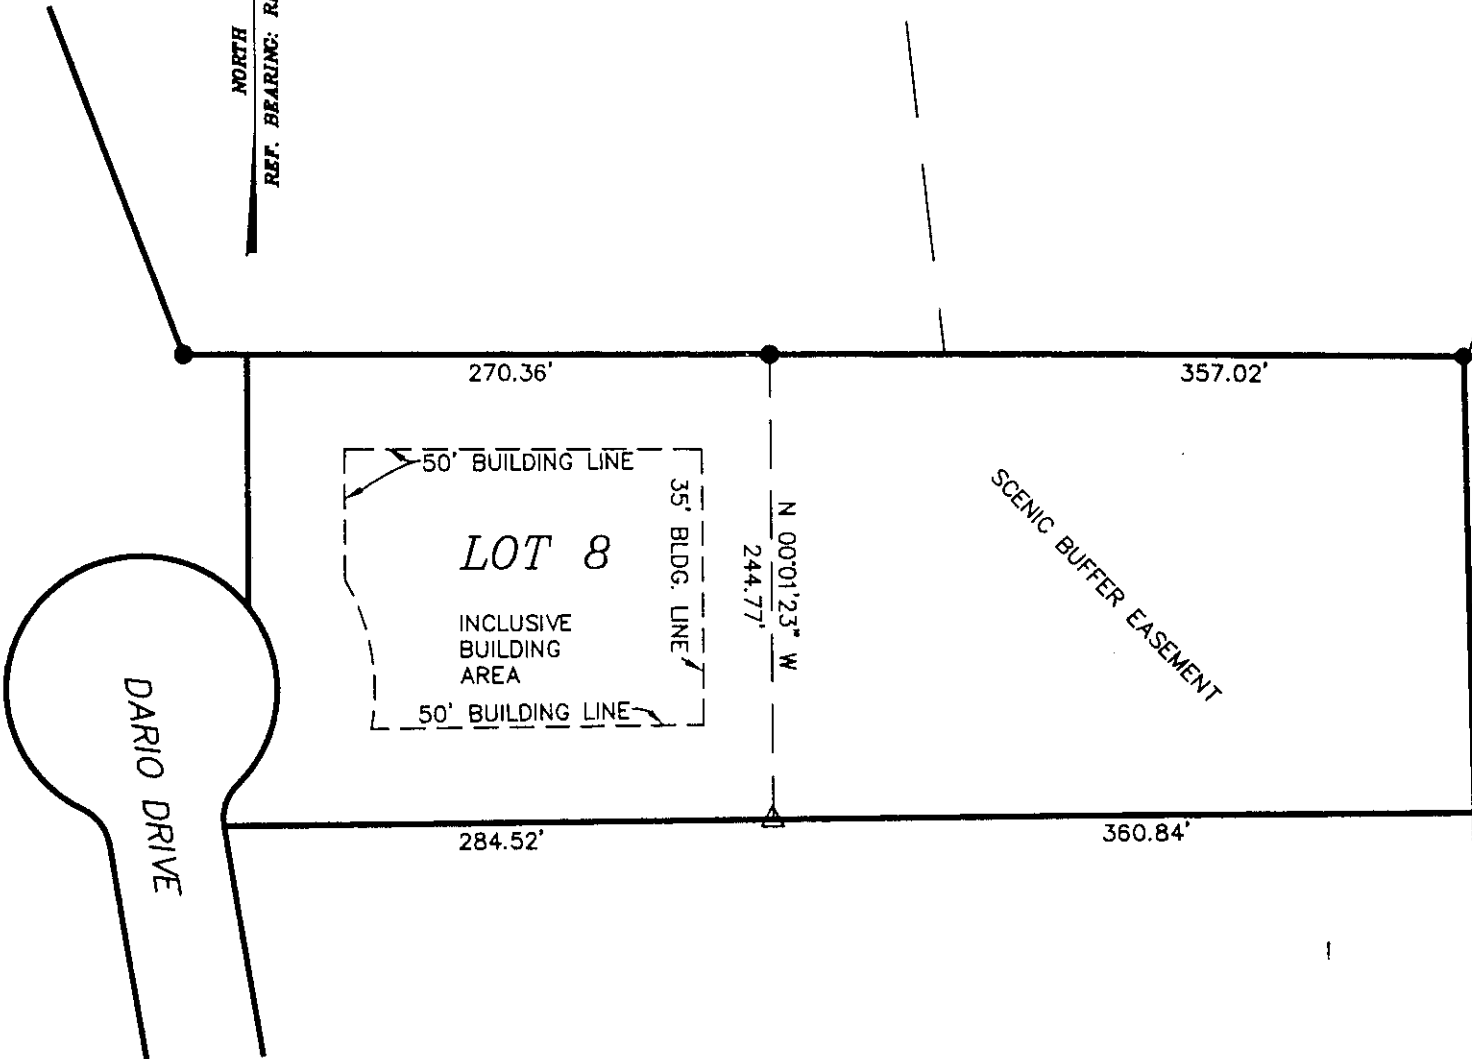 NORTH
REF. BEARING:
270.36'
357.02'
50' BUILDING LINE
35' BLDG. LINE
LOT 8
INCLUSIVE
BUILDING
AREA
50' BUILDING LINE
N 00°01'23" W
244.77'
SCENIC BUFFER EASEMENT
DARIO DRIVE
284.52'
360.84'